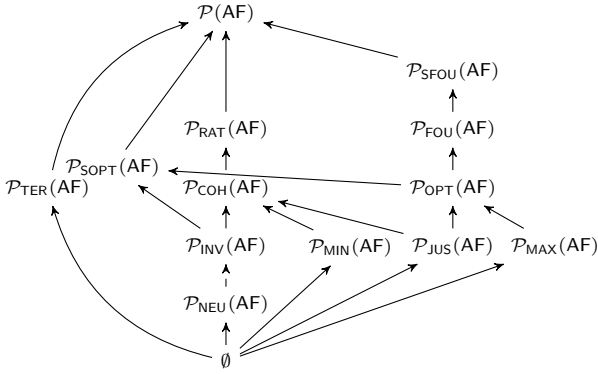 𝒫(AF)
𝒫SFOU(AF)
𝒫RAT(AF) 𝒫FOU(AF)
𝒫SOPT(AF)
𝒫TER(AF) 𝒫COH(AF) 𝒫OPT(AF)
𝒫INV(AF) 𝒫MIN(AF) 𝒫JUS(AF) 𝒫MAX(AF)
𝒫NEU(AF)
∅